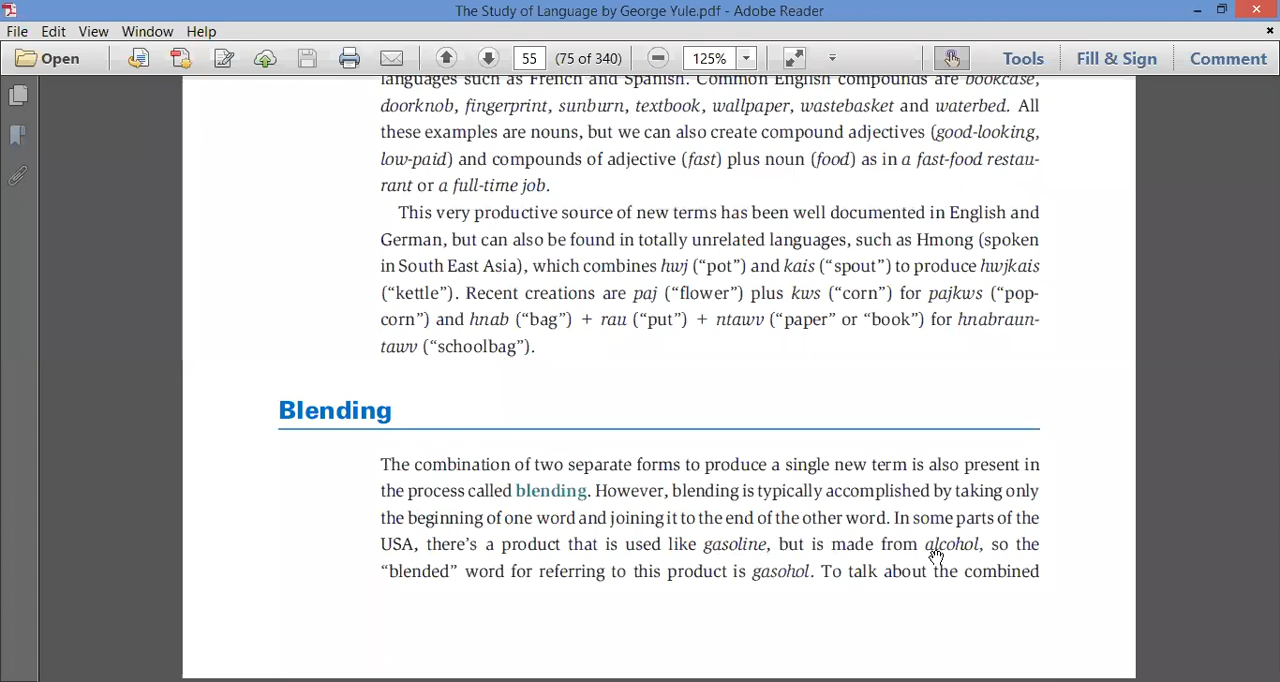 The Study of Language by George Yule.pdf - Adobe Reader
File Edit View Window Help
Open 55 (75 of 340) 125% Tools Fill & Sign Comment
languages such as French and Spanish. Common English compounds are bookcase,
doorknob, fingerprint, sunburn, textbook, wallpaper, wastebasket and waterbed. All
these examples are nouns, but we can also create compound adjectives (good-looking,
low-paid) and compounds of adjective (fast) plus noun (food) as in a fast-food restau-
rant or a full-time job.
This very productive source of new terms has been well documented in English and
German, but can also be found in totally unrelated languages, such as Hmong (spoken
in South East Asia), which combines hwj (“pot”) and kais (“spout”) to produce hwjkais
(“kettle”). Recent creations are paj (“flower”) plus kws (“corn”) for pajkws (“pop-
corn”) and hnab (“bag”) + rau (“put”) + ntawv (“paper” or “book”) for hnabraun-
tawv (“schoolbag”).
Blending
The combination of two separate forms to produce a single new term is also present in
the process called blending. However, blending is typically accomplished by taking only
the beginning of one word and joining it to the end of the other word. In some parts of the
USA, there’s a product that is used like gasoline, but is made from alcohol, so the
“blended” word for referring to this product is gasohol. To talk about the combined